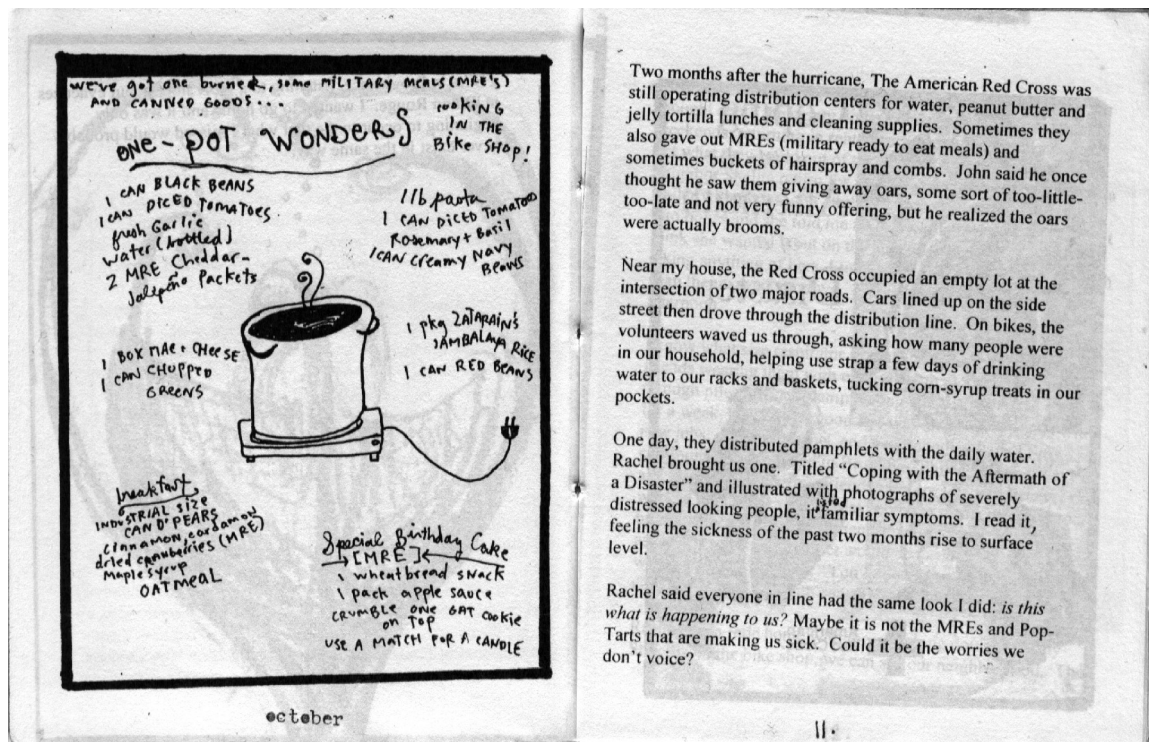 we've got one burner, some MILITARY MEALS (MRE's)
AND CANNED GOODS...
cooking
IN THE
BIKE SHOP!
ONE-POT WONDERS
1 CAN BLACK BEANS
1 CAN DICED TOMATOES
fresh Garlic
water (bottled)
2 MRE Cheddar-
Jalepeño Packets
1 lb pasta
1 CAN DICED TOMATOES
Rosemary + Basil
1 CAN Creamy Navy
Beans
1 BOX MAC + CHEESE
1 CAN CHOPPED
GREENS
1 pkg ZATARAIN'S
JAMBALAYA RICE
1 CAN RED BEANS
breakfast
INDUSTRIAL SIZE
CAN O' PEARS
cinnamon, cardamon
dried cranberries (MRE)
Maple syrup
OATMEAL
Special Birthday Cake
[MRE]
1 wheatbread snack
1 pack apple sauce
CRUMBLE ONE OAT cookie
on TOP
USE A MATCH FOR A CANDLE
october
Two months after the hurricane, The American Red Cross was
still operating distribution centers for water, peanut butter and
jelly tortilla lunches and cleaning supplies. Sometimes they
also gave out MREs (military ready to eat meals) and
sometimes buckets of hairspray and combs. John said he once
thought he saw them giving away oars, some sort of too-little-
too-late and not very funny offering, but he realized the oars
were actually brooms.
Near my house, the Red Cross occupied an empty lot at the
intersection of two major roads. Cars lined up on the side
street then drove through the distribution line. On bikes, the
volunteers waved us through, asking how many people were
in our household, helping use strap a few days of drinking
water to our racks and baskets, tucking corn-syrup treats in our
pockets.
One day, they distributed pamphlets with the daily water.
Rachel brought us one. Titled "Coping with the Aftermath of
a Disaster" and illustrated with photographs of severely
distressed looking people, it listed familiar symptoms. I read it,
feeling the sickness of the past two months rise to surface
level.
Rachel said everyone in line had the same look I did: is this
what is happening to us? Maybe it is not the MREs and Pop-
Tarts that are making us sick. Could it be the worries we
don't voice?
11.